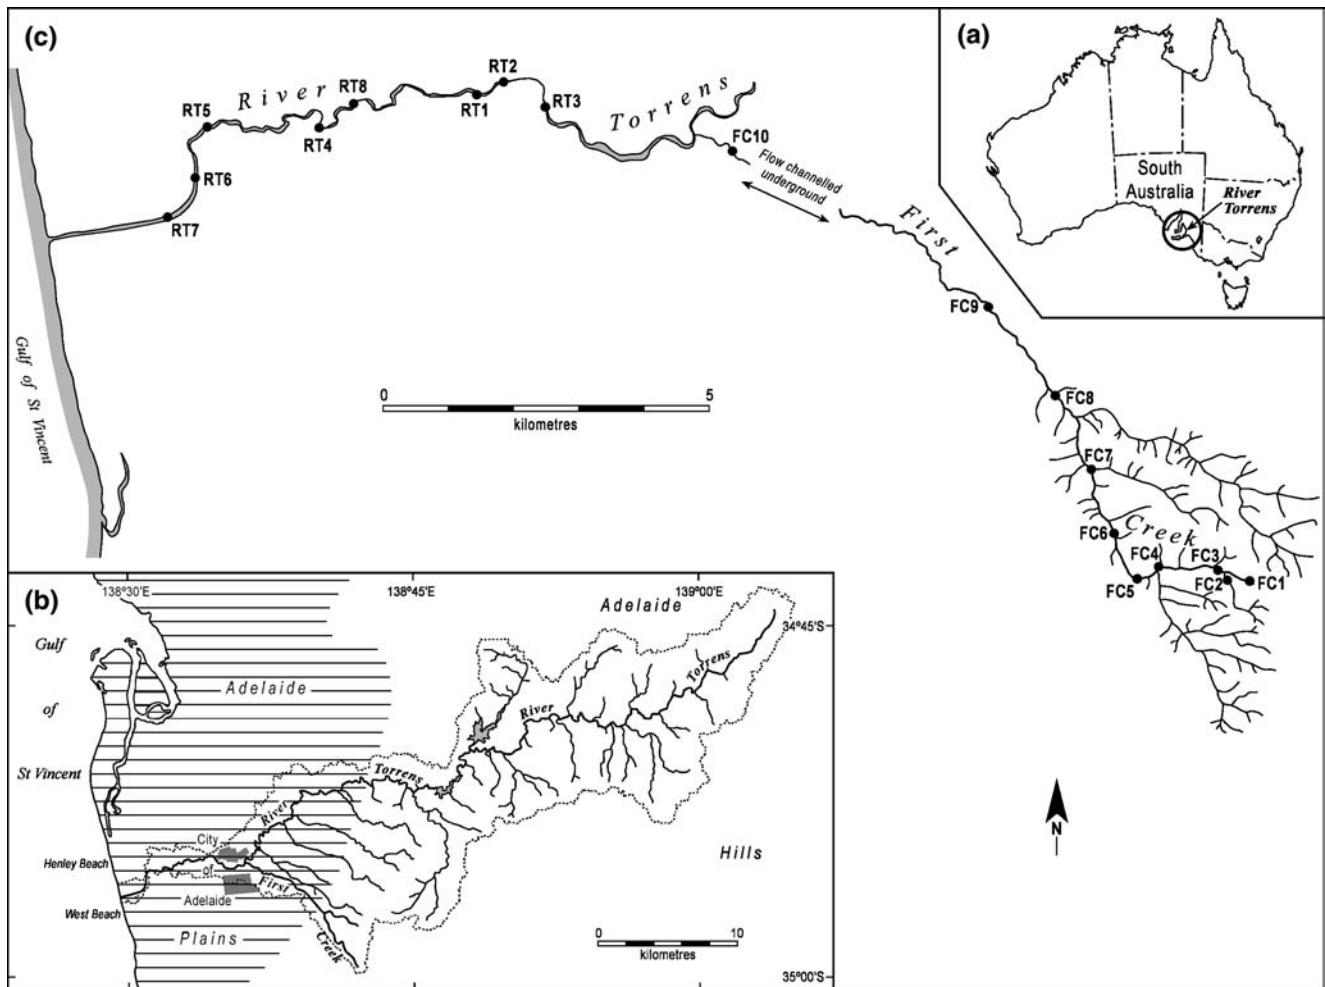 (c)
River
Torrens
RT5
RT8
RT4
RT1
RT2
RT3
RT6
RT7
FC10
Flow channelled
underground
First
Creek
FC9
FC8
FC7
FC6
FC5
FC4
FC3
FC2
FC1
Gulf of St Vincent
0
5
kilometres
N
(a)
South
Australia
River
Torrens
(b)
138°30'E
138°45'E
139°00'E
34°45'S
35°00'S
Gulf
of
St Vincent
Adelaide
Plains
Adelaide
Hills
Torrens
River
Torrens
River
City
of
Adelaide
First
Creek
Henley Beach
West Beach
0
10
kilometres